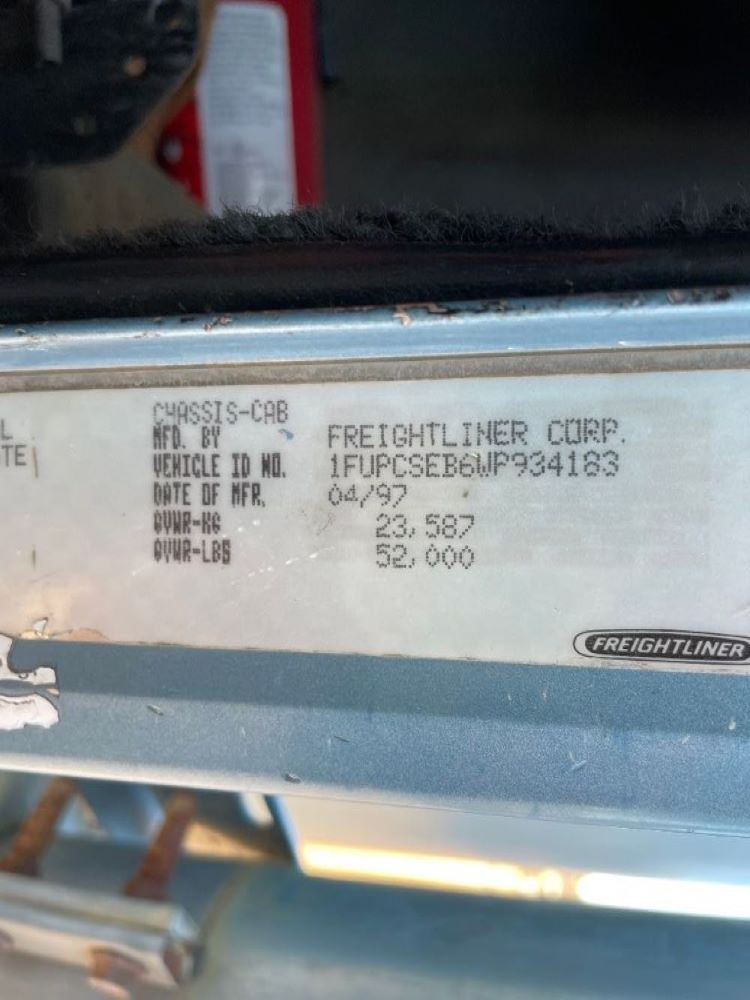 L
TE
CHASSIS-CAB
MFD. BY FREIGHTLINER CORP.
VEHICLE ID NO. 1FUPCSEB6WP934183
DATE OF MFR. 04/97
GVWR-KG 23,587
GVWR-LBS 52,000
FREIGHTLINER